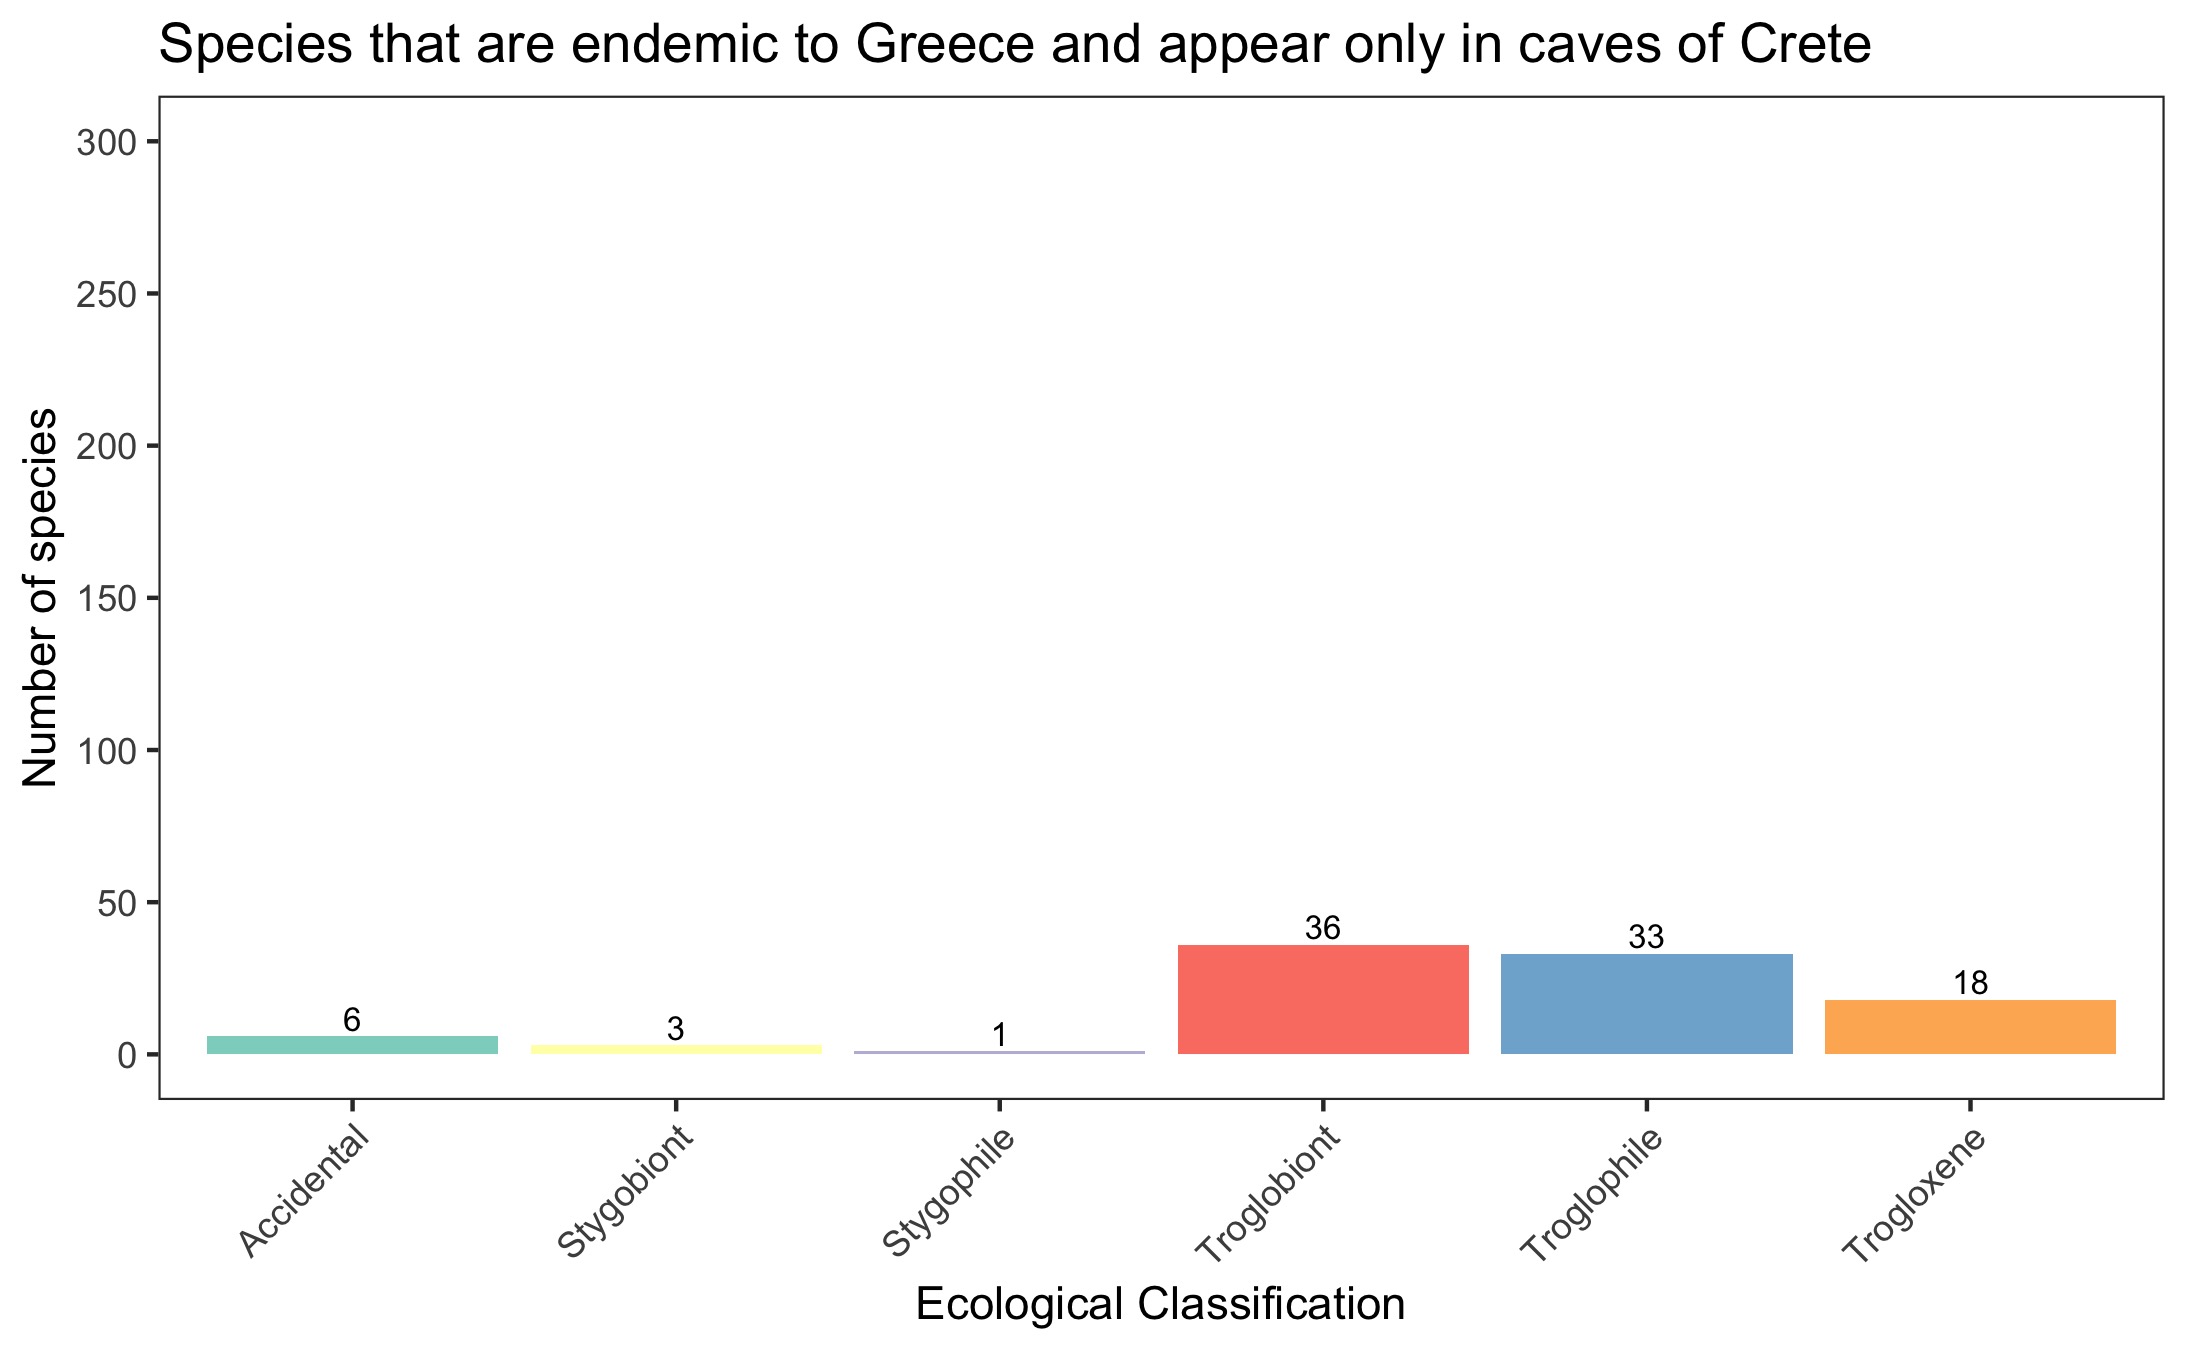 Species that are endemic to Greece and appear only in caves of Crete
Number of species
300
250
200
150
100
50
0
6
3
1
36
33
18
Accidental
Stygobiont
Stygophile
Troglobiont
Troglophile
Trogloxene
Ecological Classification